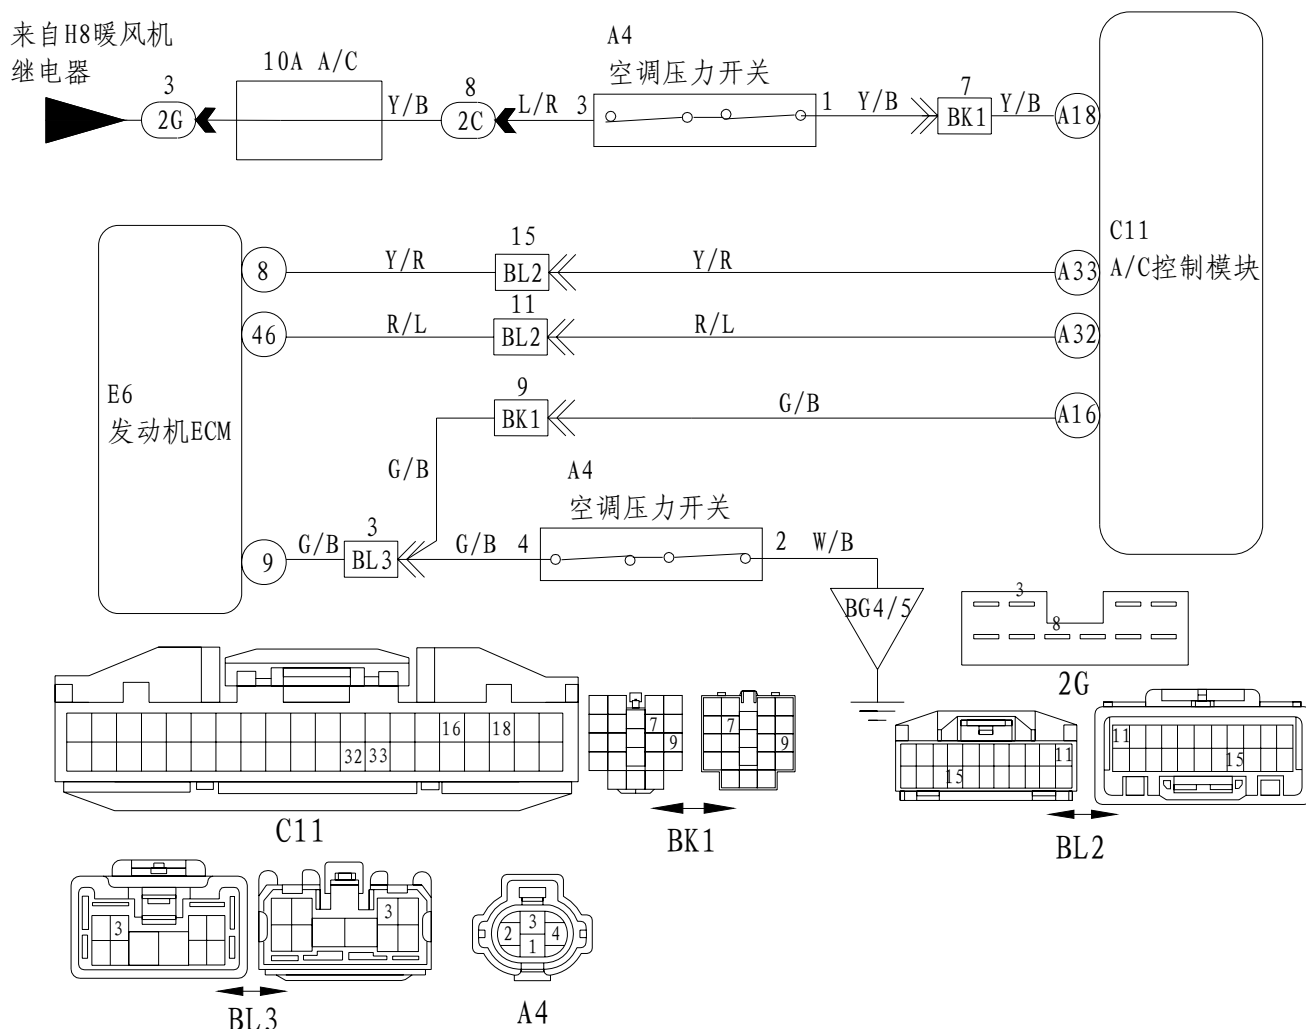 来自H8暖风机
继电器
3
2G
10A A/C
Y/B
8
2C
L/R
3
A4
空调压力开关
1
Y/B
7
BK1
Y/B
A18
C11
A/C控制模块
8
Y/R
15
BL2
Y/R
A33
46
R/L
11
BL2
R/L
A32
E6
发动机ECM
9
BK1
G/B
A16
G/B
A4
空调压力开关
9
G/B
3
BL3
G/B
4
2
W/B
BG4/5
3
8
2G
16
18
32
33
C11
7
9
7
9
BK1
11
15
11
15
BL2
3
3
BL3
2
3
4
1
A4